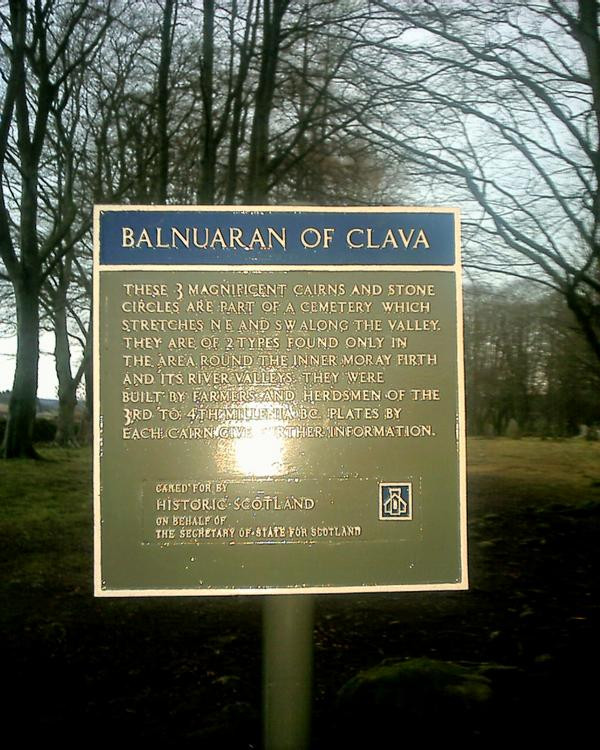 BALNUARAN OF CLAVA
THESE 3 MAGNIFICENT CAIRNS AND STONE
CIRCLES ARE PART OF A CEMETERY WHICH
STRETCHES N E AND S W ALONG THE VALLEY.
THEY ARE OF 2 TYPES FOUND ONLY IN
THE AREA ROUND THE INNER MORAY FIRTH
AND ITS RIVER VALLEYS. THEY WERE
BUILT BY FARMERS AND HERDSMEN OF THE
3RD TO 4TH MILLENIA BC. PLATES BY
EACH CAIRN GIVE FURTHER INFORMATION.
CARED FOR BY
HISTORIC SCOTLAND
ON BEHALF OF
THE SECRETARY OF STATE FOR SCOTLAND